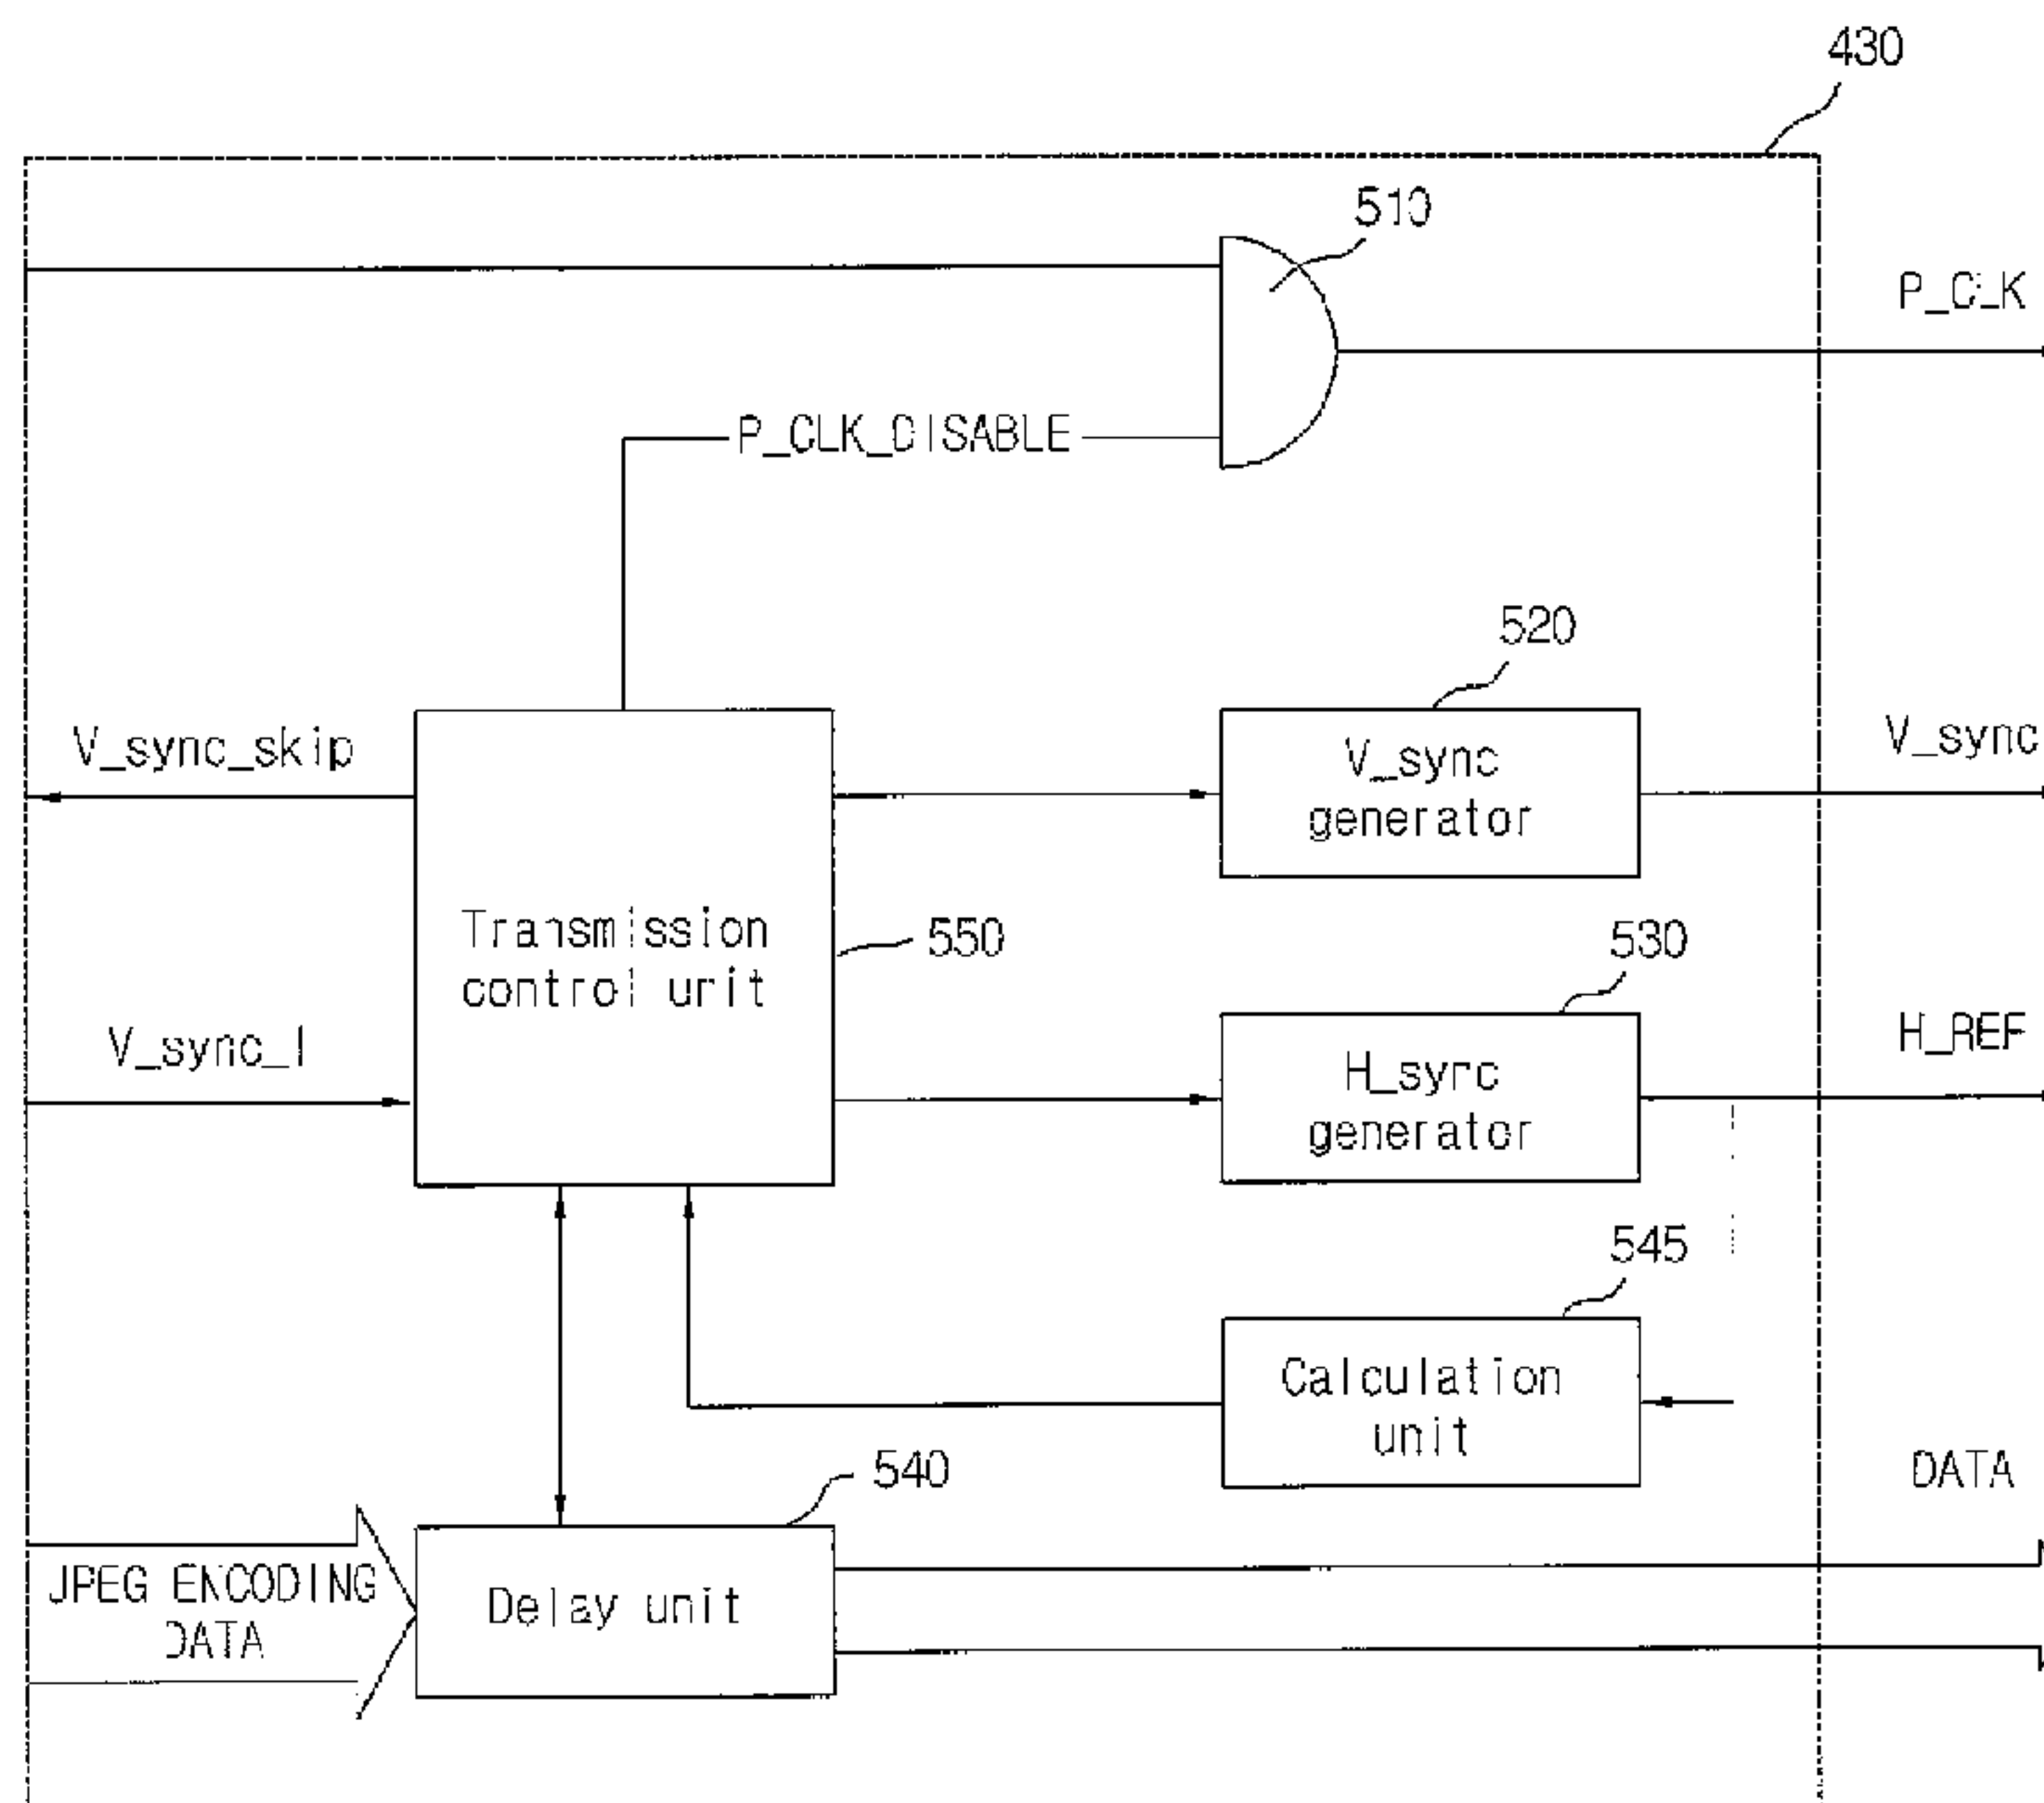 430
510
P_CLK
P_CLK_DISABLE
520
V_sync_skip
V_sync
generator
V_sync
Transmission
control unit
550
530
V_sync_I
H_sync
generator
H_REF
545
Calculation
unit
540
DATA
JPEG ENCODING
DATA
Delay unit